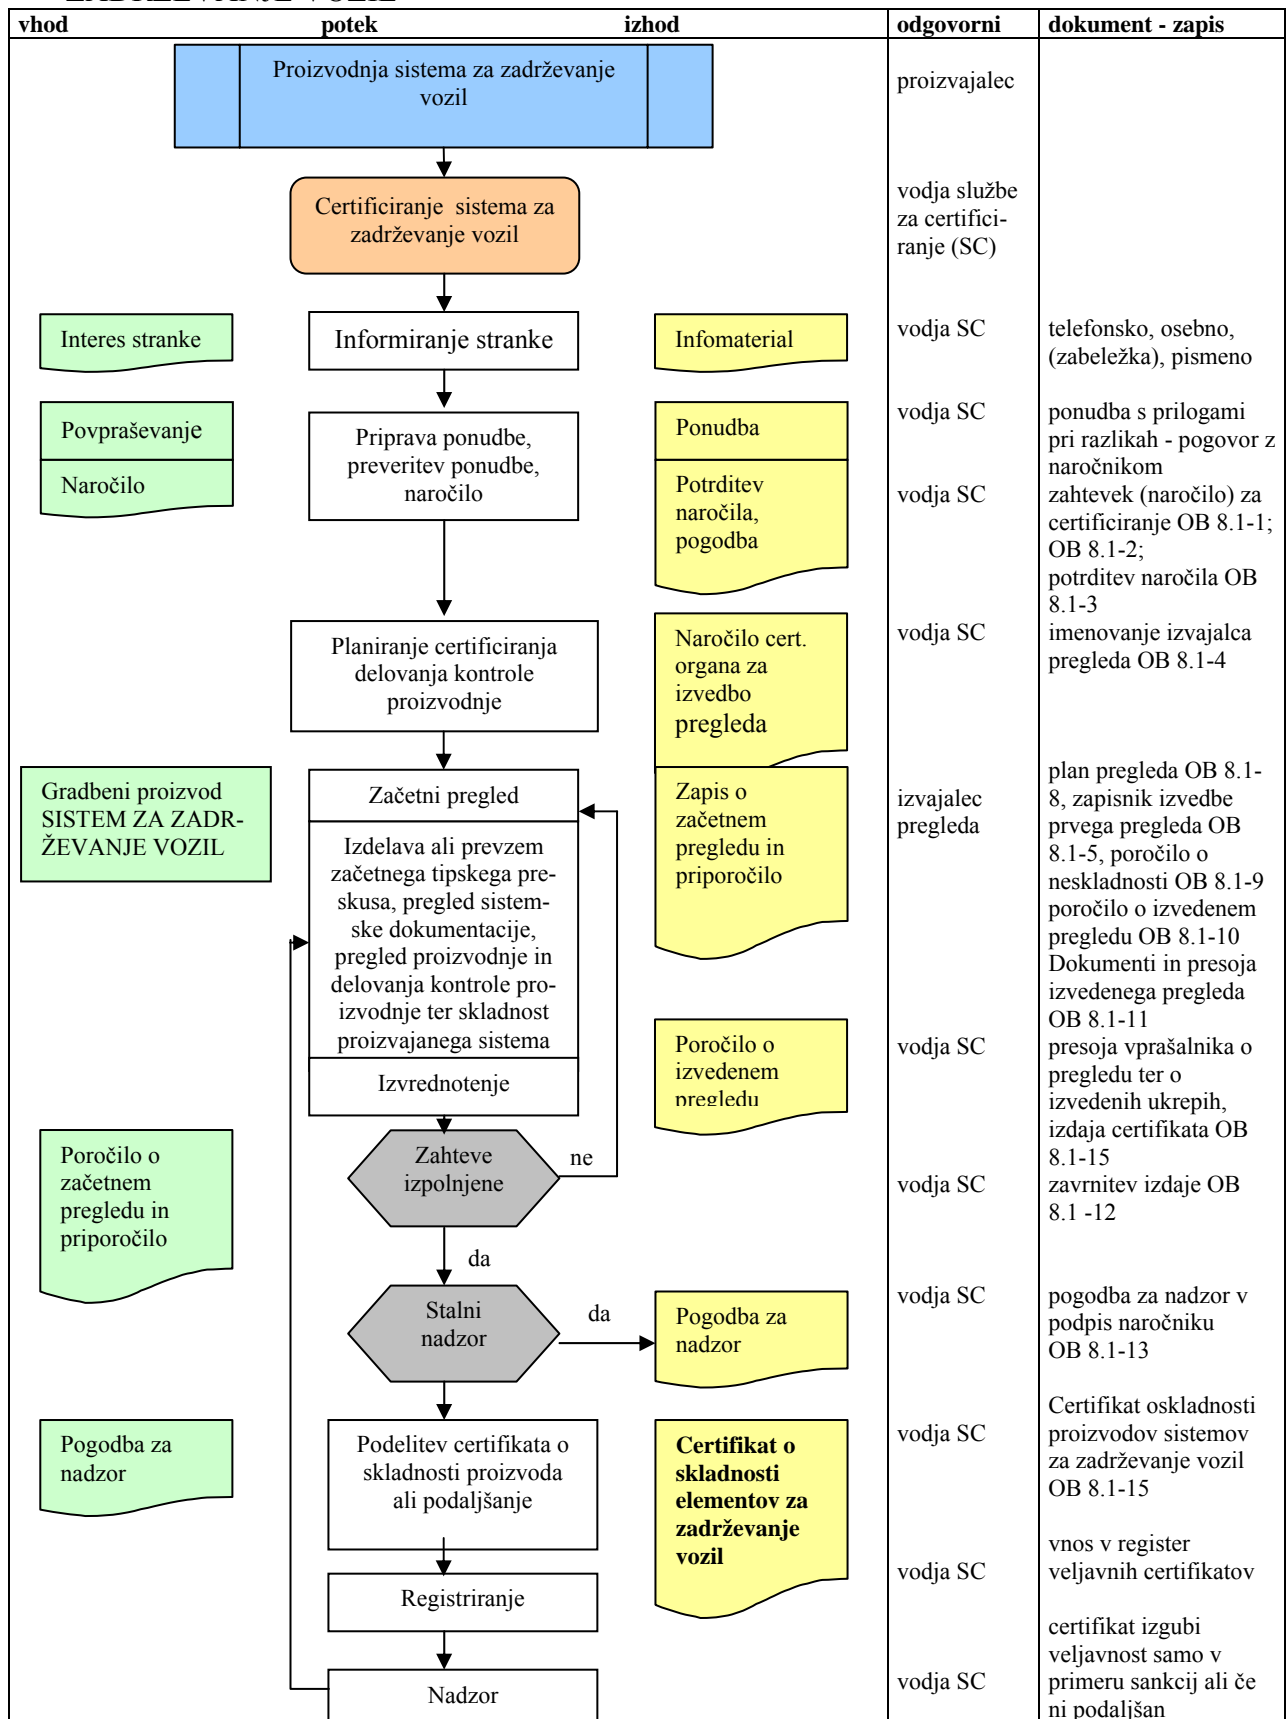 ZADRŽEVANJE VOZIL
vhod potek izhod odgovorni dokument - zapis
Proizvodnja sistema za zadrževanje
vozil
proizvajalec
Certificiranje sistema za
zadrževanje vozil
vodja službe
za certifici-
ranje (SC)
Interes stranke
Informiranje stranke
Infomaterial
vodja SC
telefonsko, osebno,
(zabeležka), pismeno
Povpraševanje
Naročilo
Priprava ponudbe,
preveritev ponudbe,
naročilo
Ponudba
Potrditev
naročila,
pogodba
vodja SC
ponudba s prilogami
pri razlikah - pogovor z
naročnikom
vodja SC
zahtevek (naročilo) za
certificiranje OB 8.1-1;
OB 8.1-2;
potrditev naročila OB
8.1-3
Planiranje certificiranja
delovanja kontrole
proizvodnje
Naročilo cert.
organa za
izvedbo
pregleda
vodja SC
imenovanje izvajalca
pregleda OB 8.1-4
Gradbeni proizvod
SISTEM ZA ZADR-
ŽEVANJE VOZIL
Začetni pregled
Izdelava ali prevzem
začetnega tipskega pre-
skusa, pregled sistem-
ske dokumentacije,
pregled proizvodnje in
delovanja kontrole pro-
izvodnje ter skladnost
proizvajanega sistema
Izvrednotenje
Zapis o
začetnem
pregledu in
priporočilo
izvajalec
pregleda
plan pregleda OB 8.1-
8, zapisnik izvedbe
prvega pregleda OB
8.1-5, poročilo o
neskladnosti OB 8.1-9
poročilo o izvedenem
pregledu OB 8.1-10
Dokumenti in presoja
izvedenega pregleda
OB 8.1-11
Poročilo o
izvedenem
pregledu
vodja SC
presoja vprašalnika o
pregledu ter o
izvedenih ukrepih,
izdaja certifikata OB
8.1-15
Poročilo o
začetnem
pregledu in
priporočilo
Zahteve
izpolnjene
ne
da
vodja SC
zavrnitev izdaje OB
8.1 -12
Stalni
nadzor
da
Pogodba za
nadzor
vodja SC
pogodba za nadzor v
podpis naročniku
OB 8.1-13
Pogodba za
nadzor
Podelitev certifikata o
skladnosti proizvoda
ali podaljšanje
Certifikat o
skladnosti
elementov za
zadrževanje
vozil
vodja SC
Certifikat oskladnosti
proizvodov sistemov
za zadrževanje vozil
OB 8.1-15
Registriranje
vodja SC
vnos v register
veljavnih certifikatov
Nadzor
vodja SC
certifikat izgubi
veljavnost samo v
primeru sankcij ali če
ni podaljšan